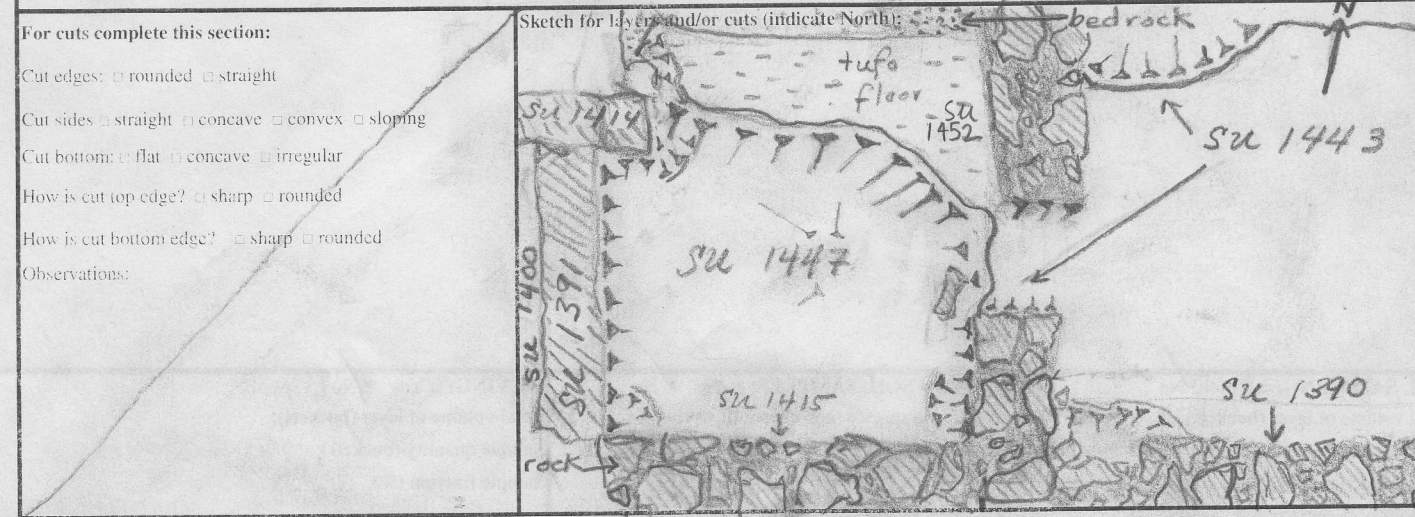 For cuts complete this section:
Cut edges: □ rounded □ straight
Cut sides □ straight □ concave □ convex □ sloping
Cut bottom: □ flat □ concave □ irregular
How is cut top edge? □ sharp □ rounded
How is cut bottom edge? □ sharp □ rounded
Observations:
Sketch for layers and/or cuts (indicate North):
bedrock
N
tufo
floor
SU
1452
SU 1414
SU 1443
SU 1447
SU 1400
SU 1391
SU 1415
SU 1390
rock